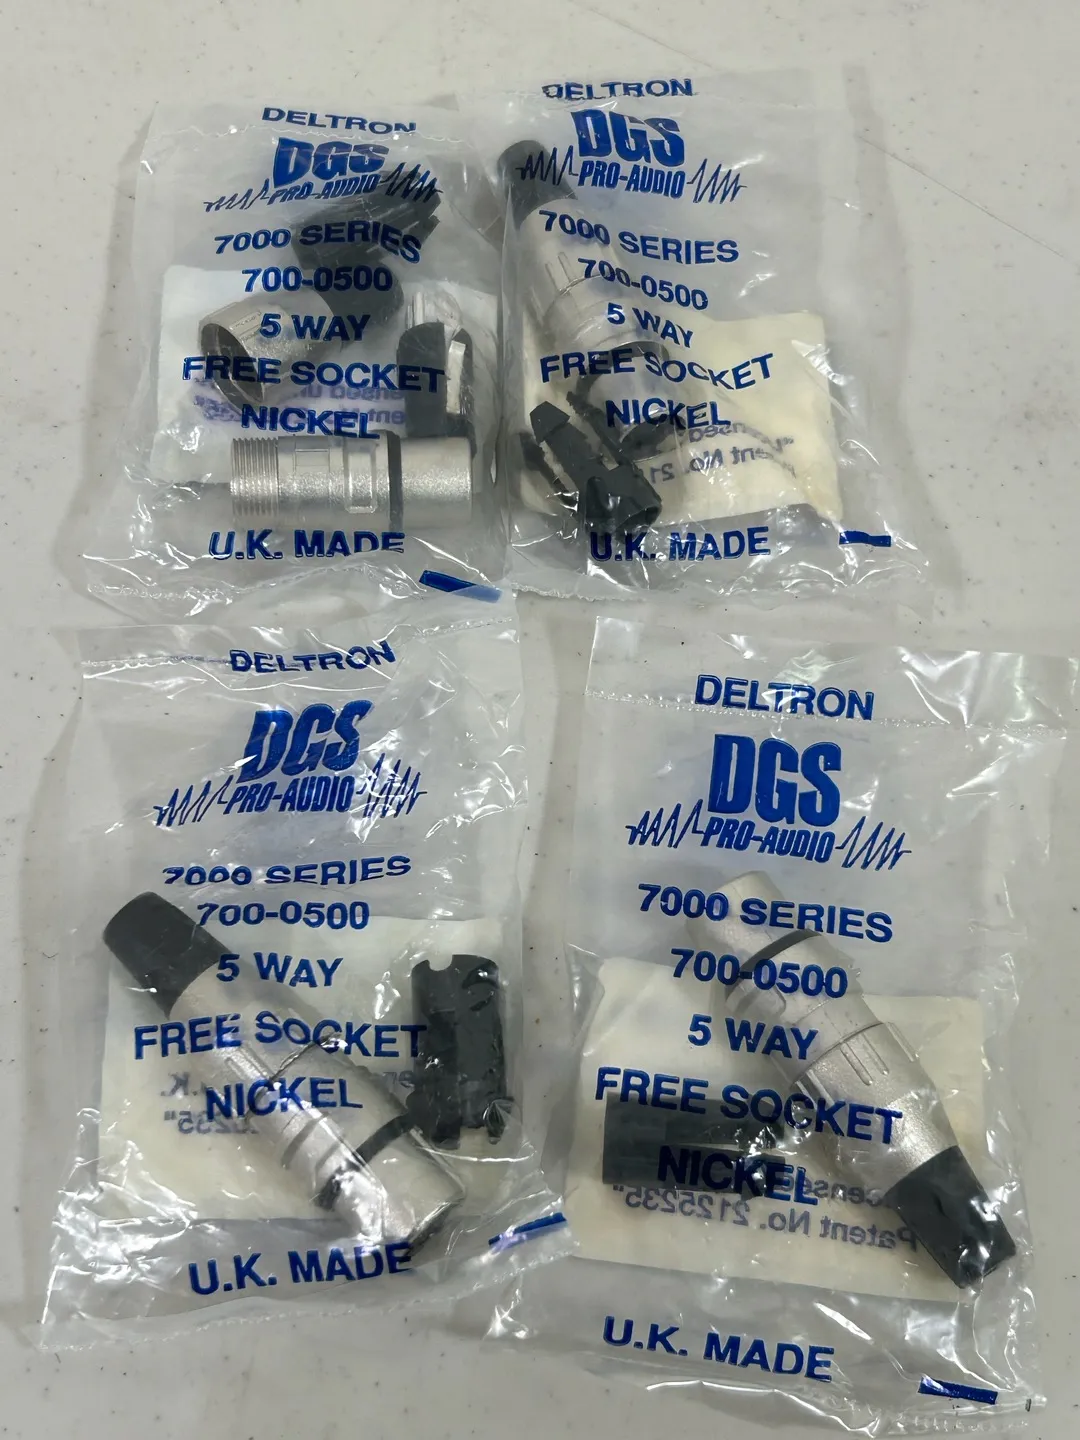 DELTRON
DGS
PRO-AUDIO
7000 SERIES
700-0500
5 WAY
FREE SOCKET
NICKEL
U.K. MADE
DELTRON
DGS
PRO-AUDIO
7000 SERIES
700-0500
5 WAY
FREE SOCKET
NICKEL
U.K. MADE
DELTRON
DGS
PRO-AUDIO
7000 SERIES
700-0500
5 WAY
FREE SOCKET
NICKEL
U.K. MADE
DELTRON
DGS
PRO-AUDIO
7000 SERIES
700-0500
5 WAY
FREE SOCKET
NICKEL
Patent No. 2125235"
U.K. MADE